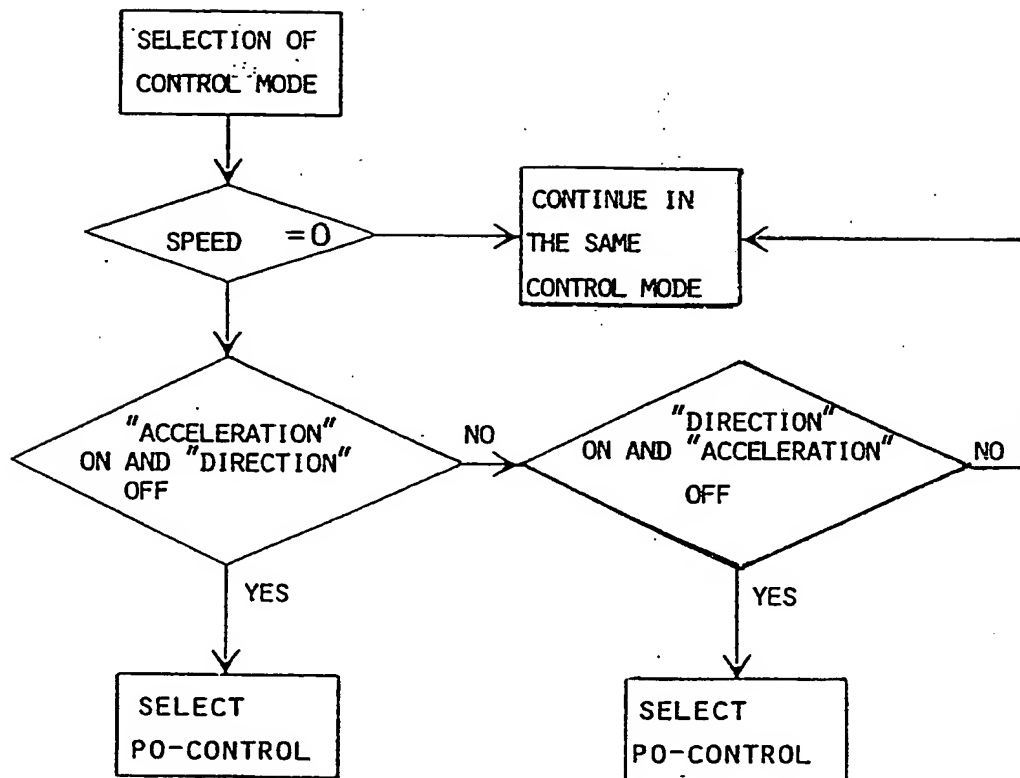 SELECTION OF
CONTROL MODE
SPEED =0
CONTINUE IN
THE SAME
CONTROL MODE
"ACCELERATION"
ON AND "DIRECTION"
OFF
NO
"DIRECTION"
ON AND "ACCELERATION"
OFF
NO
YES
YES
SELECT
PO-CONTROL
SELECT
PO-CONTROL